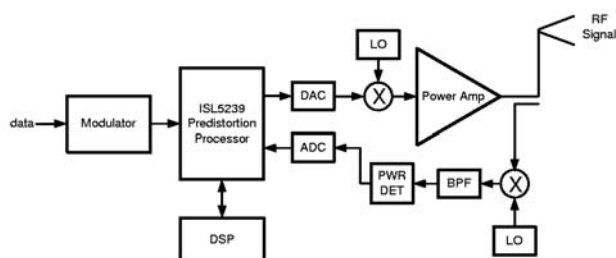 RF
Signal
LO
ISL5239
Predistortion
Processor
DAC
X
Power Amp
data
Modulator
ADC
PWR
DET
BPF
X
DSP
LO